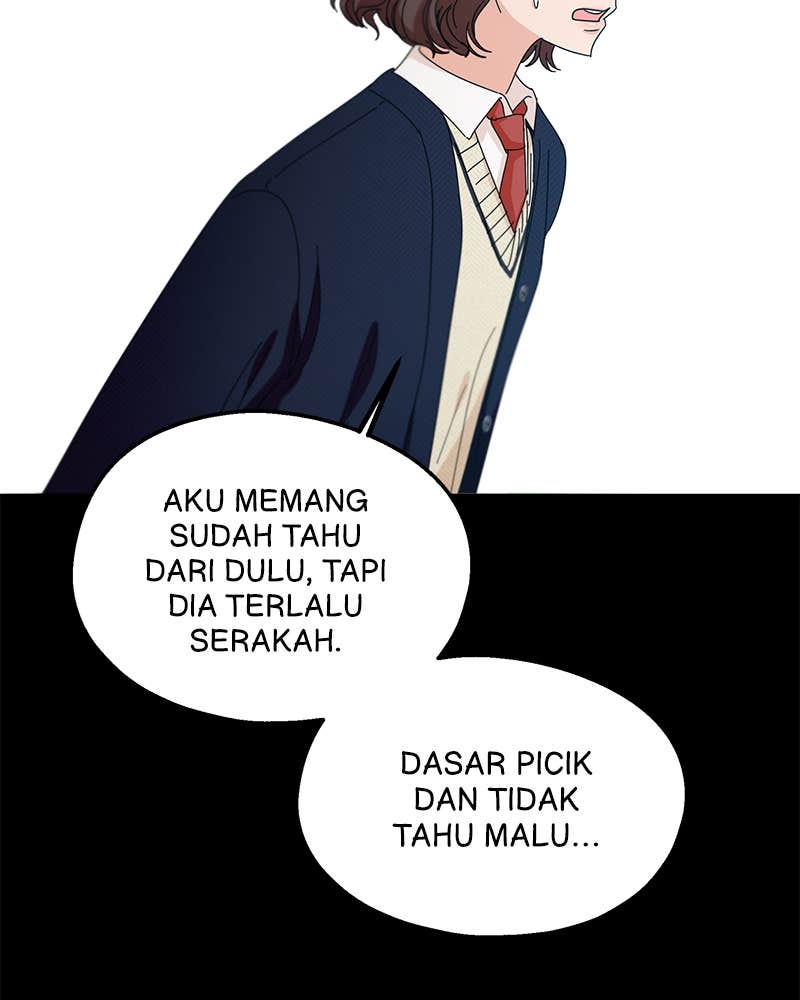 AKU MEMANG
SUDAH TAHU
DARI DULU, TAPI
DIA TERLALU
SERAKAH.
DASAR PICIK
DAN TIDAK
TAHU MALU...